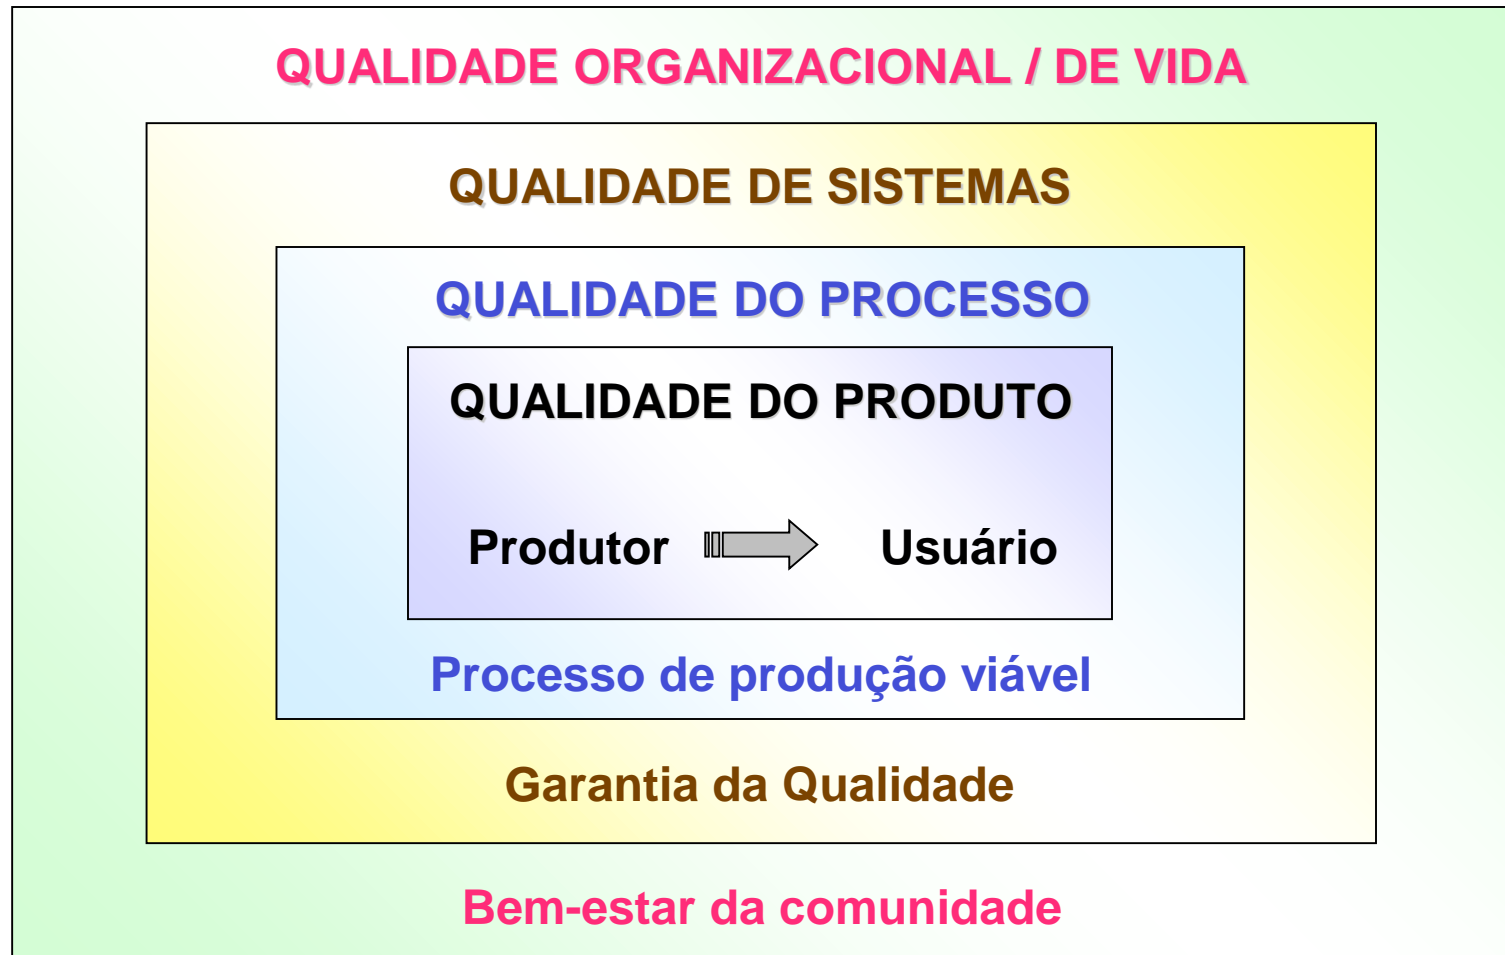 QUALIDADE ORGANIZACIONAL / DE VIDA
QUALIDADE DE SISTEMAS
QUALIDADE DO PROCESSO
QUALIDADE DO PRODUTO
Produtor Usuário
Processo de produção viável
Garantia da Qualidade
Bem-estar da comunidade